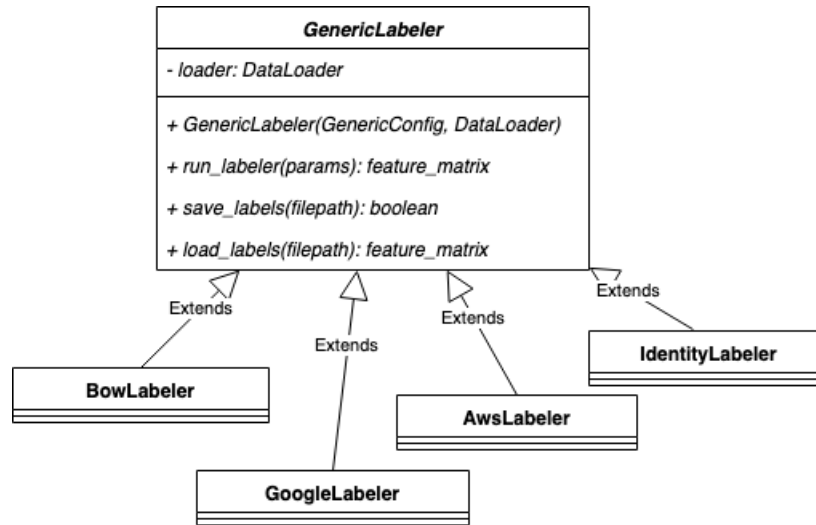 GenericLabeler
- loader: DataLoader
+ GenericLabeler(GenericConfig, DataLoader)
+ run_labeler(params): feature_matrix
+ save_labels(filepath): boolean
+ load_labels(filepath): feature_matrix
Extends
Extends
Extends
Extends
IdentityLabeler
BowLabeler
AwsLabeler
GoogleLabeler